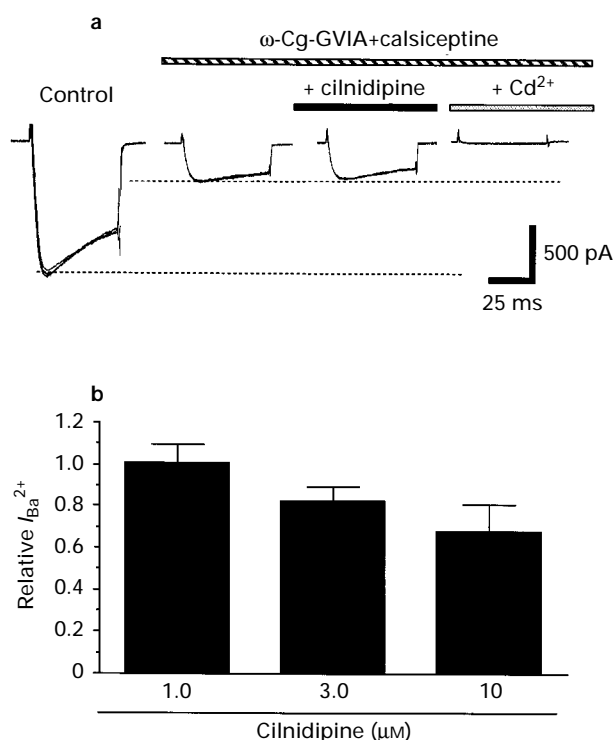 a
ω-Cg-GVIA+calsiceptine
Control
+ cilnidipine
+ Cd²⁺
500 pA
25 ms
b
Relative I_Ba²⁺
1.2
1.0
0.8
0.6
0.4
0.2
0
1.0 3.0 10
Cilnidipine (μM)